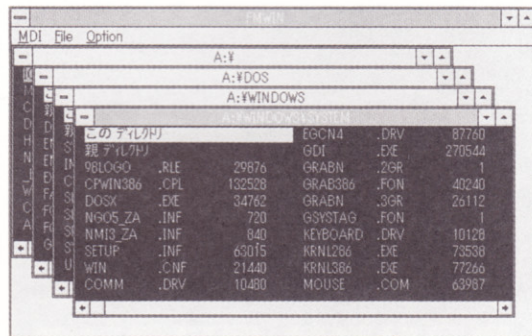 FMWIN
MDI File Option
A:¥
A:¥DOS
A:¥WINDOWS
A:¥WINDOWS¥SYSTEM
この ディレクトリ
親 ディレクトリ
98LOGO .RLE 29876
CPWIN386 .CPL 132528
DOSX .EXE 34762
NGO5_ZA .INF 720
NMI3_ZA .INF 840
SETUP .INF 63015
WIN .CNF 21440
COMM .DRV 10480
EGCN4 .DRV 87760
GDI .EXE 270544
GRABN .2GR 1
GRAB386 .FON 40240
GRABN .3GR 26112
GSYSTAG .FON 1
KEYBOARD .DRV 10128
KRNL286 .EXE 73538
KRNL386 .EXE 77266
MOUSE .COM 63987